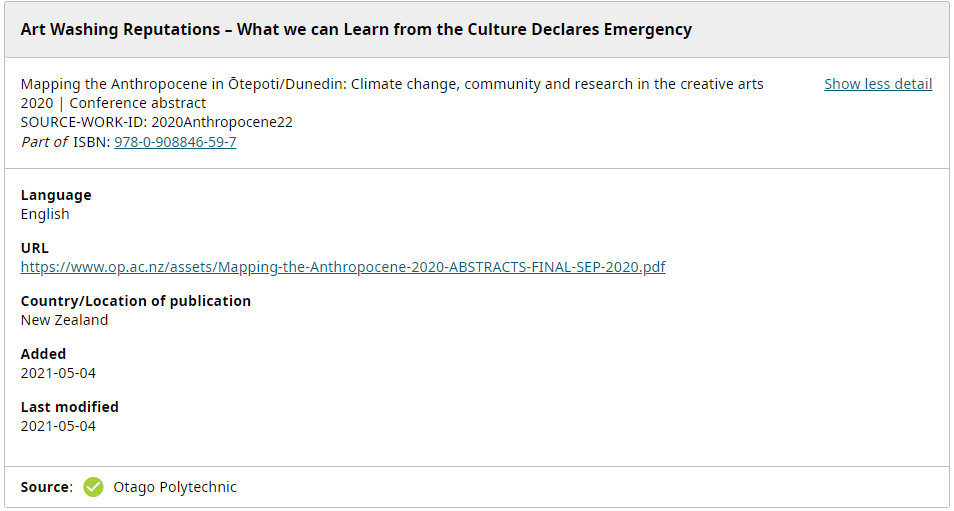 Art Washing Reputations – What we can Learn from the Culture Declares Emergency
Mapping the Anthropocene in Ōtepoti/Dunedin: Climate change, community and research in the creative arts
Show less detail
2020 | Conference abstract
SOURCE-WORK-ID: 2020Anthropocene22
Part of ISBN: 978-0-908846-59-7
Language
English
URL
https://www.op.ac.nz/assets/Mapping-the-Anthropocene-2020-ABSTRACTS-FINAL-SEP-2020.pdf
Country/Location of publication
New Zealand
Added
2021-05-04
Last modified
2021-05-04
Source: Otago Polytechnic